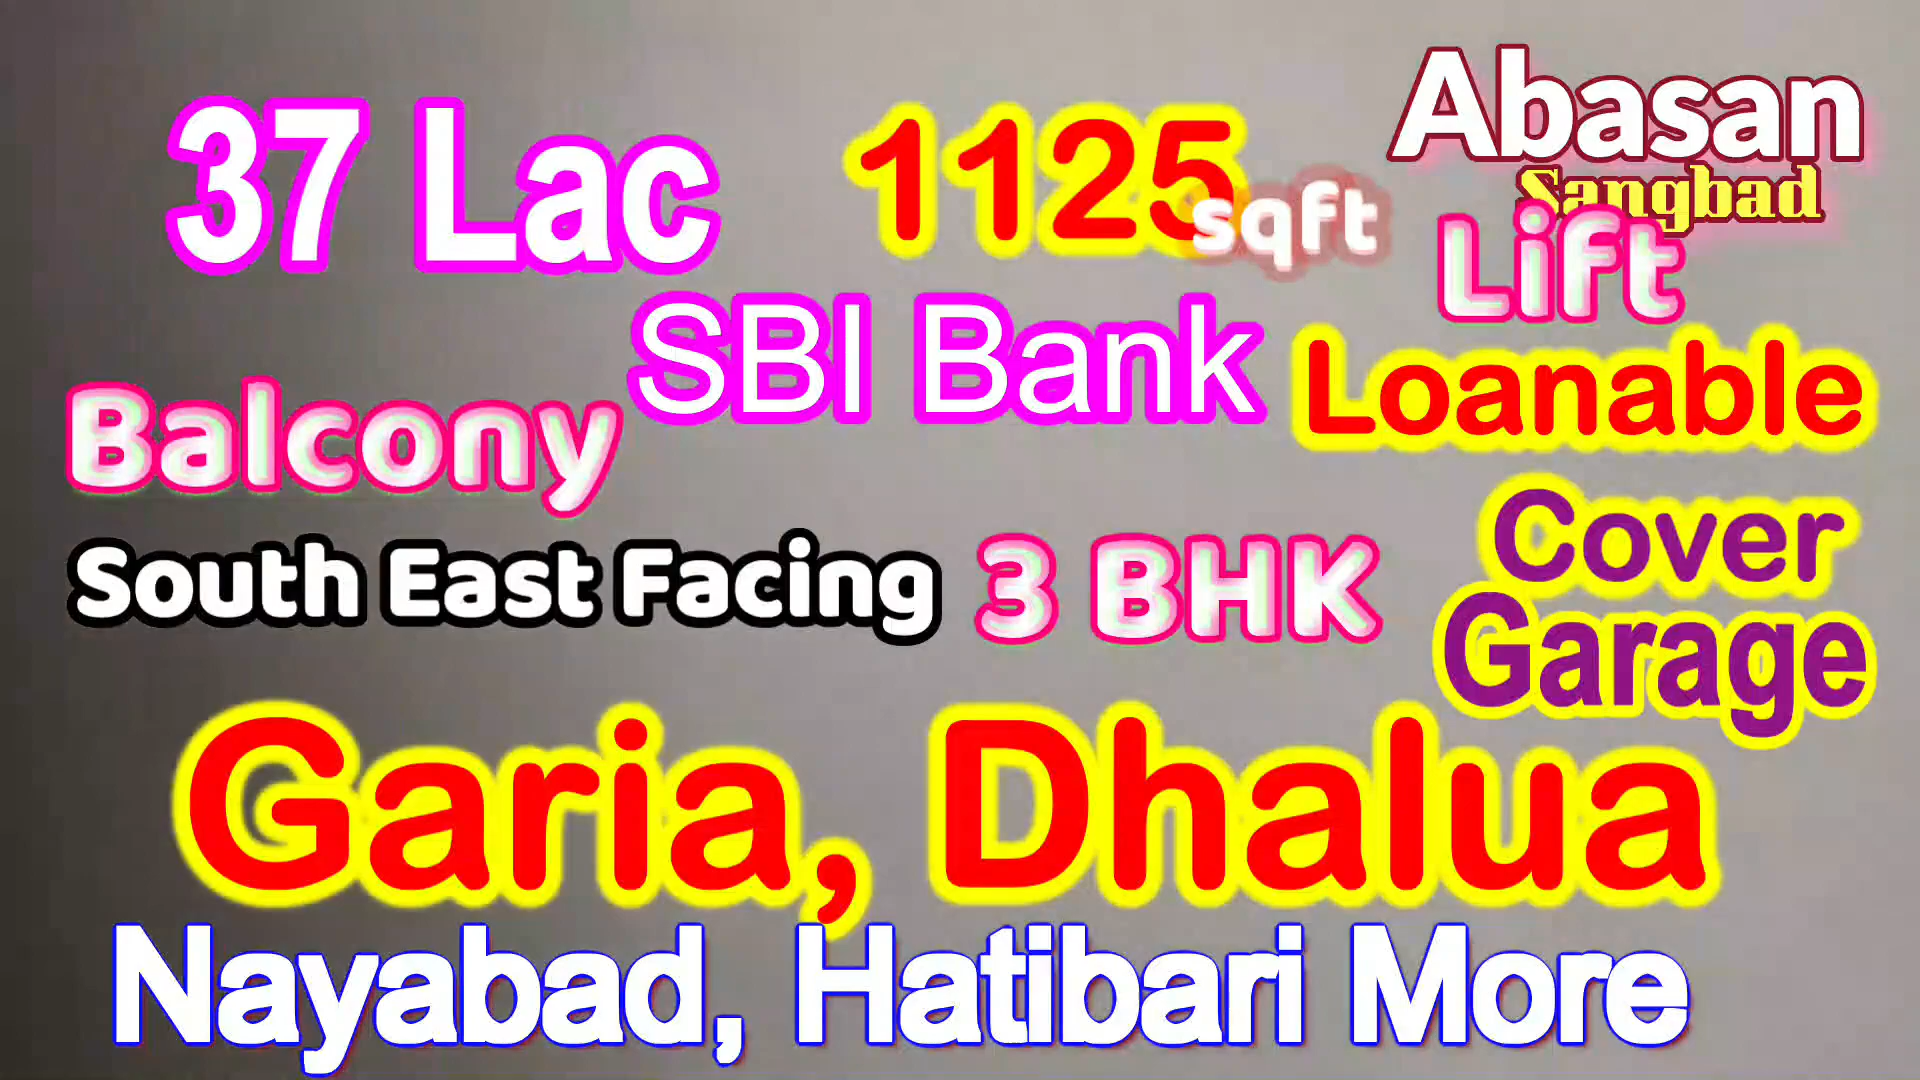 37 Lac
1125 sqft
Abasan
Sangbad
Lift
SBI Bank
Loanable
Balcony
South East Facing
3 BHK
Cover
Garage
Garia, Dhalua
Nayabad, Hatibari More